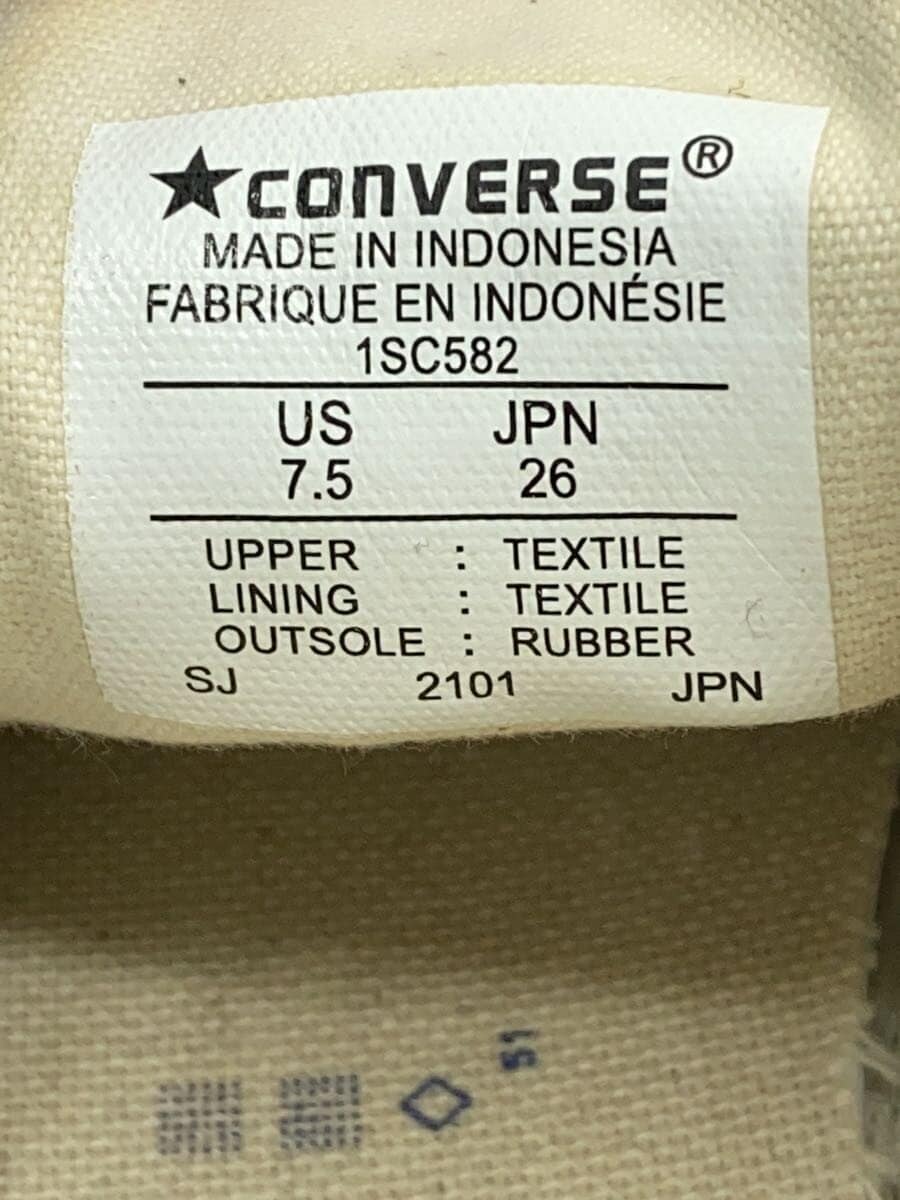 ★CONVERSE®
MADE IN INDONESIA
FABRIQUE EN INDONÉSIE
1SC582
US JPN
7.5 26
UPPER : TEXTILE
LINING : TEXTILE
OUTSOLE : RUBBER
SJ 2101 JPN
51